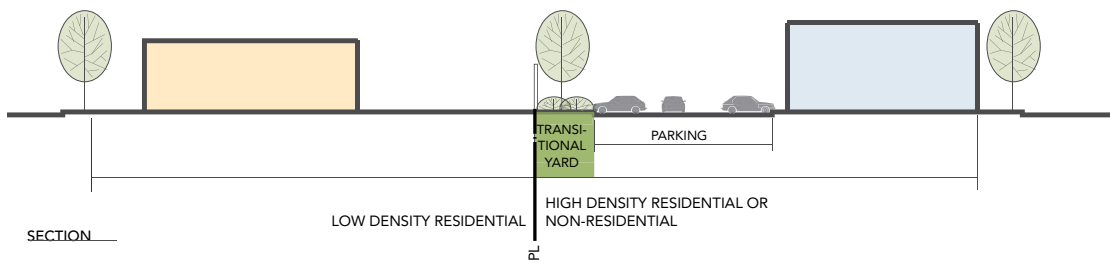 TRANSI-
TIONAL
YARD
PARKING
LOW DENSITY RESIDENTIAL
HIGH DENSITY RESIDENTIAL OR
NON-RESIDENTIAL
SECTION
PL